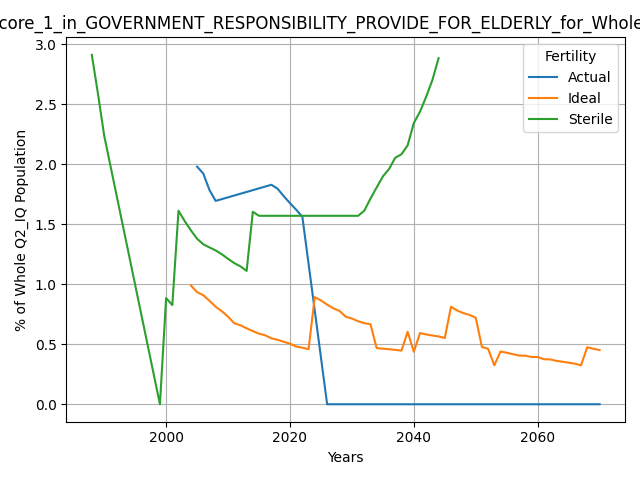 core_1_in_GOVERNMENT_RESPONSIBILITY_PROVIDE_FOR_ELDERLY_for_Whole
3.0
2.5
2.0
1.5
1.0
0.5
0.0
% of Whole Q2_IQ Population
Fertility
Actual
Ideal
Sterile
2000 2020 2040 2060
Years